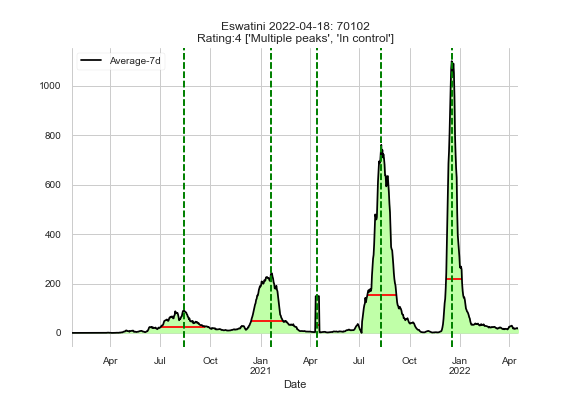 Eswatini 2022-04-18: 70102
Rating:4 ['Multiple peaks', 'In control']
Average-7d
1000
800
600
400
200
0
Apr Jul Oct Jan Apr Jul Oct Jan Apr
2021 2022
Date